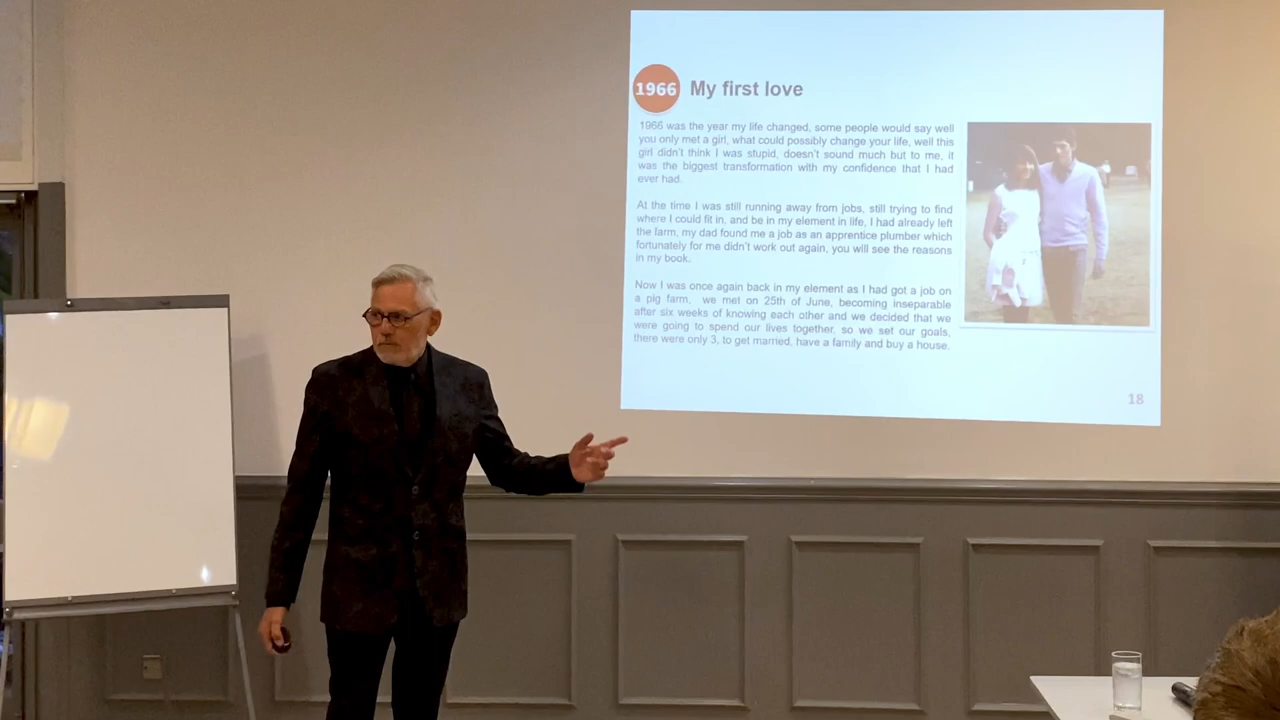 1966 My first love
1966 was the year my life changed, some people would say well
you only met a girl, what could possibly change your life, well this
girl didn't think I was stupid, doesn't sound much but to me, it
was the biggest transformation with my confidence that I had
ever had.
At the time I was still running away from jobs, still trying to find
where I could fit in, and be in my element in life, I had already left
the farm, my dad found me a job as an apprentice plumber which
fortunately for me didn't work out again, you will see the reasons
in my book.
Now I was once again back in my element as I had got a job on
a pig farm, we met on 25th of June, becoming inseparable
after six weeks of knowing each other and we decided that we
were going to spend our lives together, so we set our goals,
there were only 3, to get married, have a family and buy a house.
18